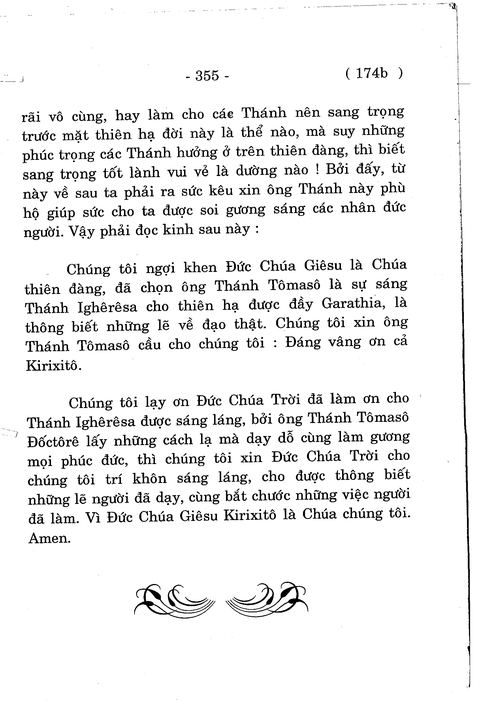 - 355 -
( 174b )
rãi vô cùng, hay làm cho các Thánh nên sang trọng
trước mặt thiên hạ đời này là thể nào, mà suy những
phúc trọng các Thánh hưởng ở trên thiên đàng, thì biết
sang trọng tốt lành vui vẻ là dường nào ! Bởi đấy, từ
này về sau ta phải ra sức kêu xin ông Thánh này phù
hộ giúp sức cho ta được soi gương sáng các nhân đức
người. Vậy phải đọc kinh sau này :
Chúng tôi ngợi khen Đức Chúa Giêsu là Chúa
thiên đàng, đã chọn ông Thánh Tômasô là sự sáng
Thánh Ighêrêsa cho thiên hạ được đầy Garathia, là
thông biết những lẽ về đạo thật. Chúng tôi xin ông
Thánh Tômasô cầu cho chúng tôi : Đáng vâng ơn cả
Kirixitô.
Chúng tôi lạy ơn Đức Chúa Trời đã làm ơn cho
Thánh Ighêrêsa được sáng láng, bởi ông Thánh Tômasô
Đốctôrê lấy những cách lạ mà dạy dỗ cùng làm gương
mọi phúc đức, thì chúng tôi xin Đức Chúa Trời cho
chúng tôi trí khôn sáng láng, cho được thông biết
những lẽ người đã dạy, cùng bắt chước những việc người
đã làm. Vì Đức Chúa Giêsu Kirixitô là Chúa chúng tôi.
Amen.